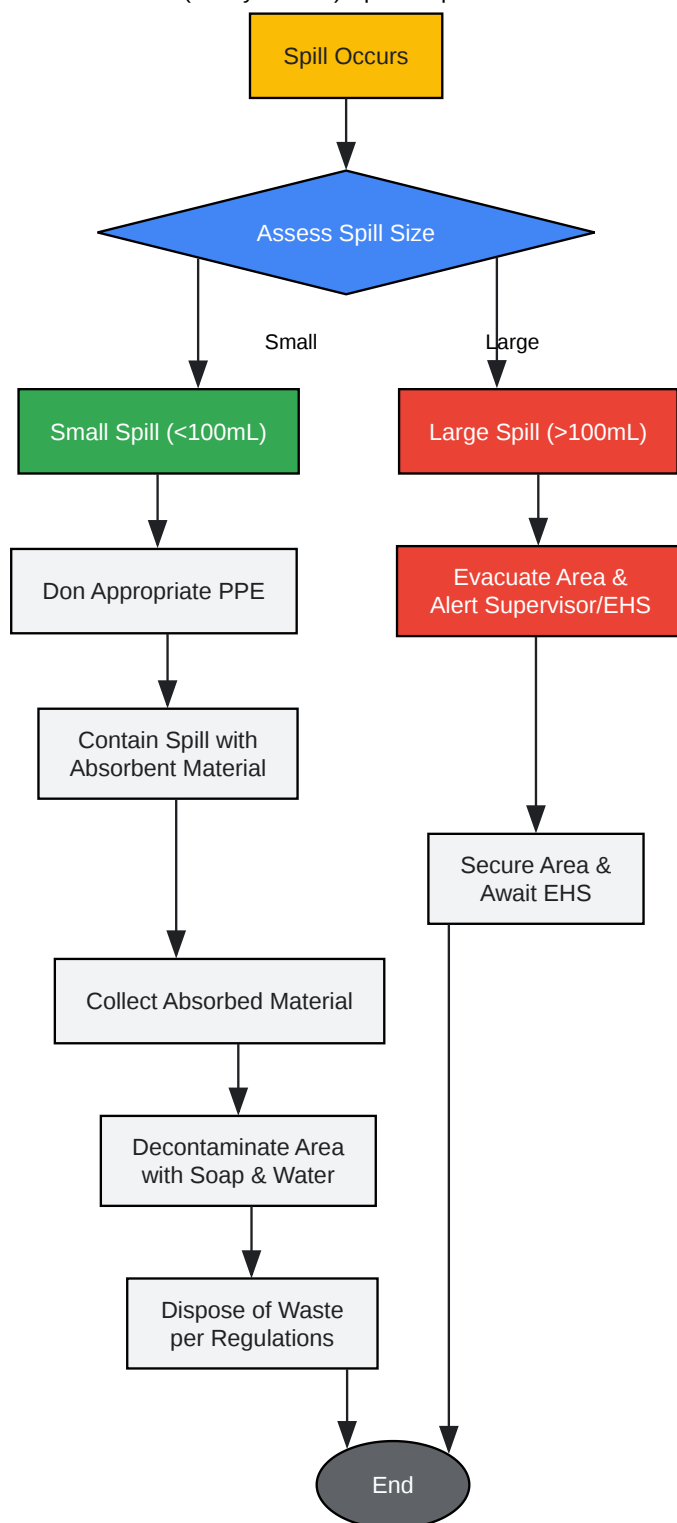 Spill Occurs
Assess Spill Size
Small
Large
Small Spill (<100mL)
Large Spill (>100mL)
Don Appropriate PPE
Evacuate Area &
Alert Supervisor/EHS
Contain Spill with
Absorbent Material
Secure Area &
Await EHS
Collect Absorbed Material
Decontaminate Area
with Soap & Water
Dispose of Waste
per Regulations
End